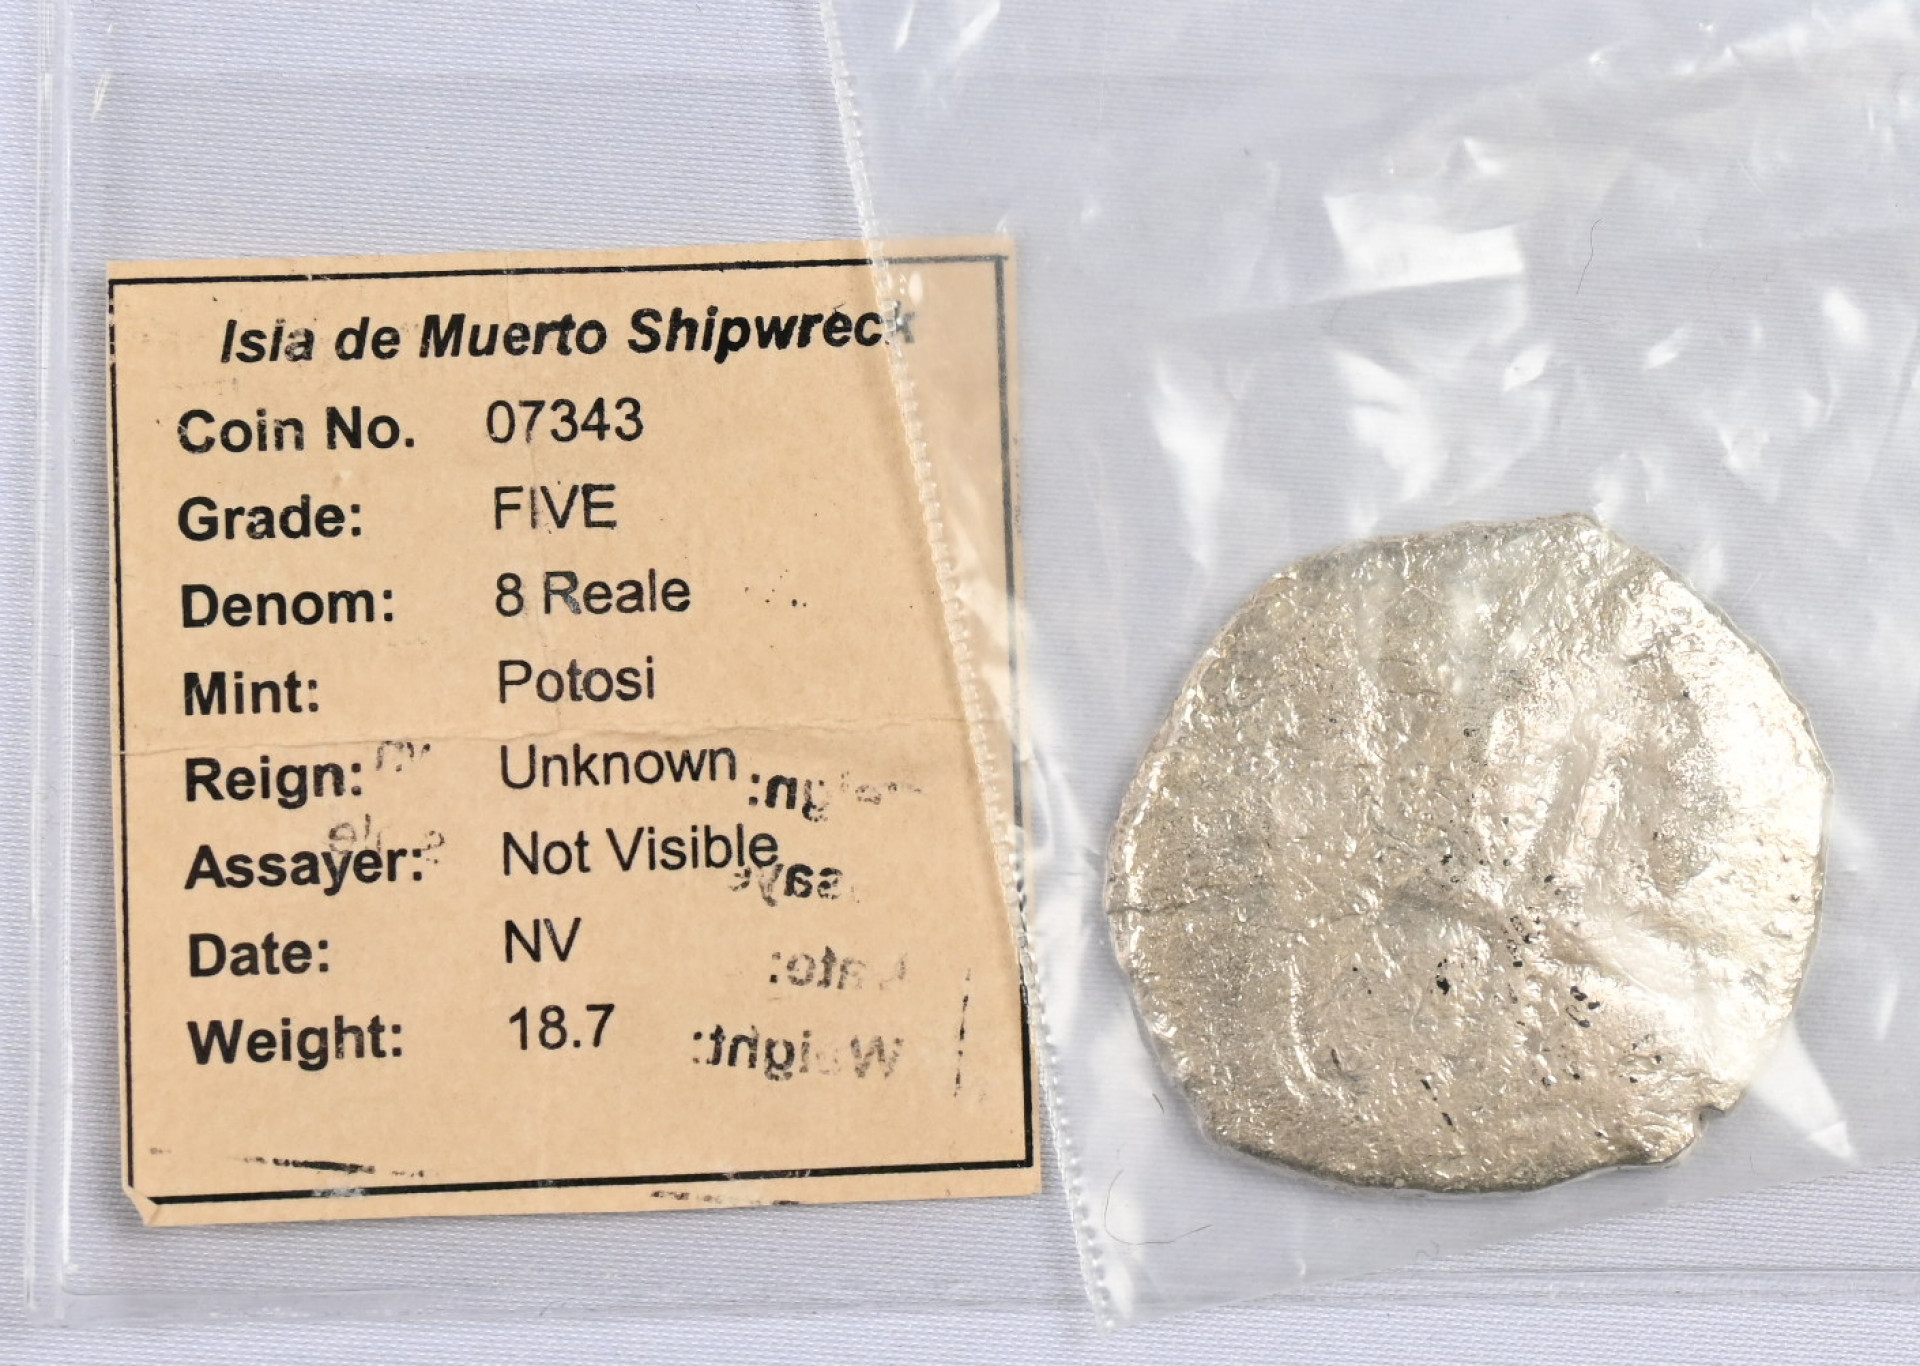 Isla de Muerto Shipwreck
Coin No. 07343
Grade: FIVE
Denom: 8 Reale
Mint: Potosi
Reign: Unknown
Assayer: Not Visible
Date: NV
Weight: 18.7